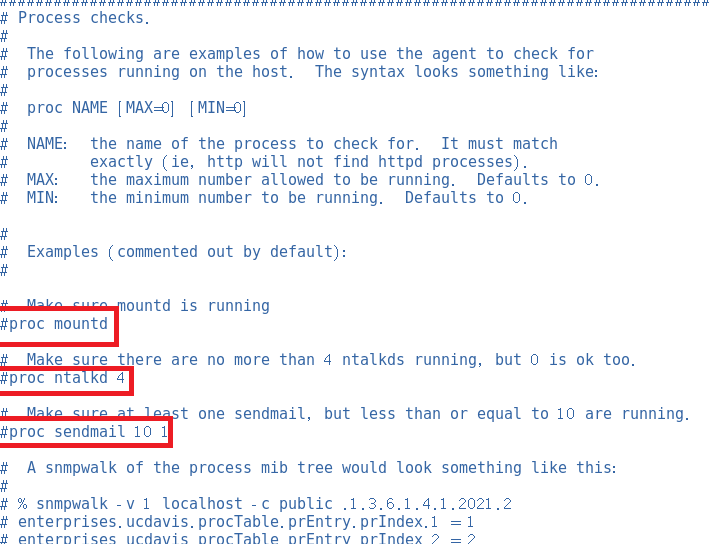 ###############################################################################
# Process checks.
#
#  The following are examples of how to use the agent to check for
#  processes running on the host.  The syntax looks something like:
#
#  proc NAME [MAX=0] [MIN=0]
#
#  NAME:  the name of the process to check for.  It must match
#         exactly (ie, http will not find httpd processes).
#  MAX:   the maximum number allowed to be running.  Defaults to 0.
#  MIN:   the minimum number to be running.  Defaults to 0.
#
#  Examples (commented out by default):
#
#  Make sure mountd is running
#proc mountd
#  Make sure there are no more than 4 ntalkds running, but 0 is ok too.
#proc ntalkd 4
#  Make sure at least one sendmail, but less than or equal to 10 are running.
#proc sendmail 10 1
#  A snmpwalk of the process mib tree would look something like this:
#
# % snmpwalk -v 1 localhost -c public .1.3.6.1.4.1.2021.2
# enterprises.ucdavis.procTable.prEntry.prIndex.1 = 1
# enterprises.ucdavis.procTable.prEntry.prIndex.2 = 2